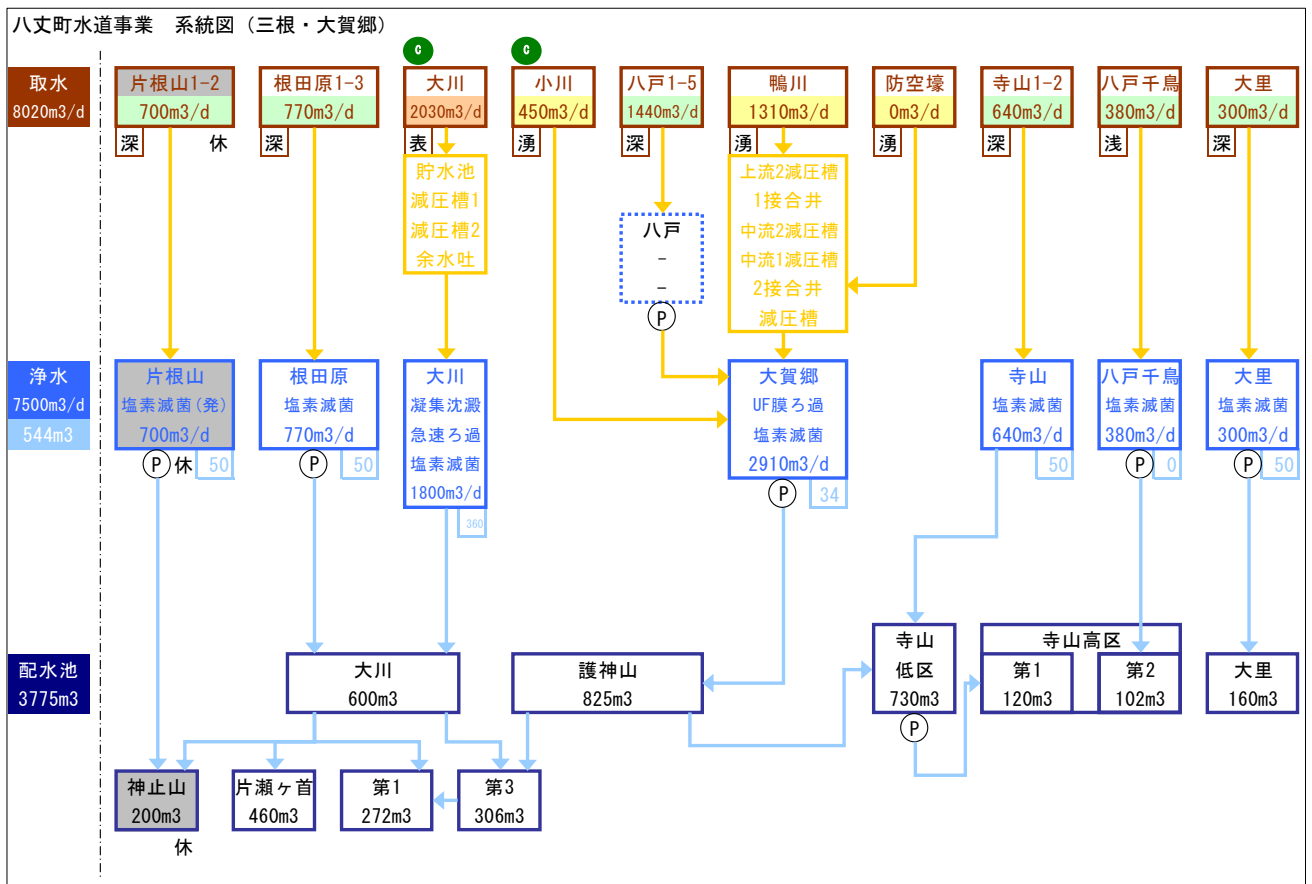 八丈町水道事業　系統図（三根・大賀郷）
C
C
取水
8020m3/d
片根山1-2
700m3/d
深
休
根田原1-3
770m3/d
深
大川
2030m3/d
表
小川
450m3/d
湧
八戸1-5
1440m3/d
深
鴨川
1310m3/d
湧
防空壕
0m3/d
湧
寺山1-2
640m3/d
深
八戸千鳥
380m3/d
浅
大里
300m3/d
深
貯水池
減圧槽1
減圧槽2
余水吐
八戸
-
-
P
上流2減圧槽
1接合井
中流2減圧槽
中流1減圧槽
2接合井
減圧槽
浄水
7500m3/d
544m3
片根山
塩素滅菌(発)
700m3/d
P
休
50
根田原
塩素滅菌
770m3/d
P
50
大川
凝集沈澱
急速ろ過
塩素滅菌
1800m3/d
360
大賀郷
UF膜ろ過
塩素滅菌
2910m3/d
P
34
寺山
塩素滅菌
640m3/d
50
八戸千鳥
塩素滅菌
380m3/d
P
0
大里
塩素滅菌
300m3/d
P
50
配水池
3775m3
大川
600m3
護神山
825m3
寺山
低区
730m3
P
寺山高区
第1
120m3
第2
102m3
大里
160m3
神止山
200m3
休
片瀬ヶ首
460m3
第1
272m3
第3
306m3